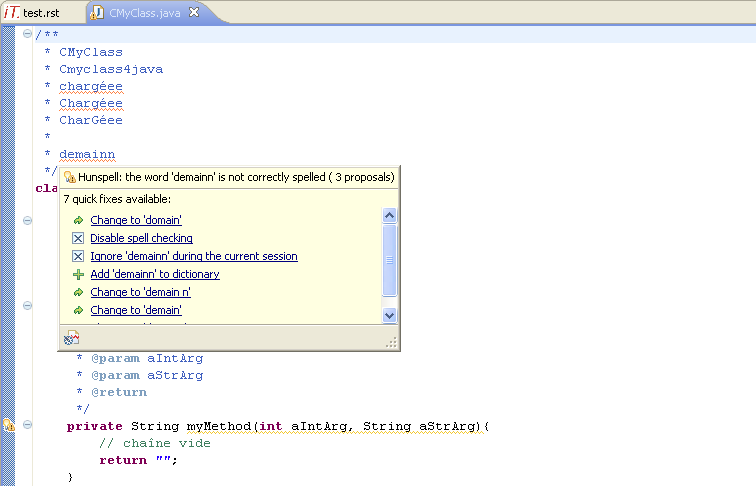 iT. test.rst
CMyClass.java
/**
* CMyClass
* Cmyclass4java
* chargéee
* Chargéee
* CharGéee
*
* demainn
*/
cla
Hunspell: the word 'demainn' is not correctly spelled ( 3 proposals)
7 quick fixes available:
Change to 'domain'
Disable spell checking
Ignore 'demainn' during the current session
Add 'demainn' to dictionary
Change to 'demain n'
Change to 'demain'
* @param aIntArg
* @param aStrArg
* @return
*/
private String myMethod(int aIntArg, String aStrArg){
// chaîne vide
return "";
}